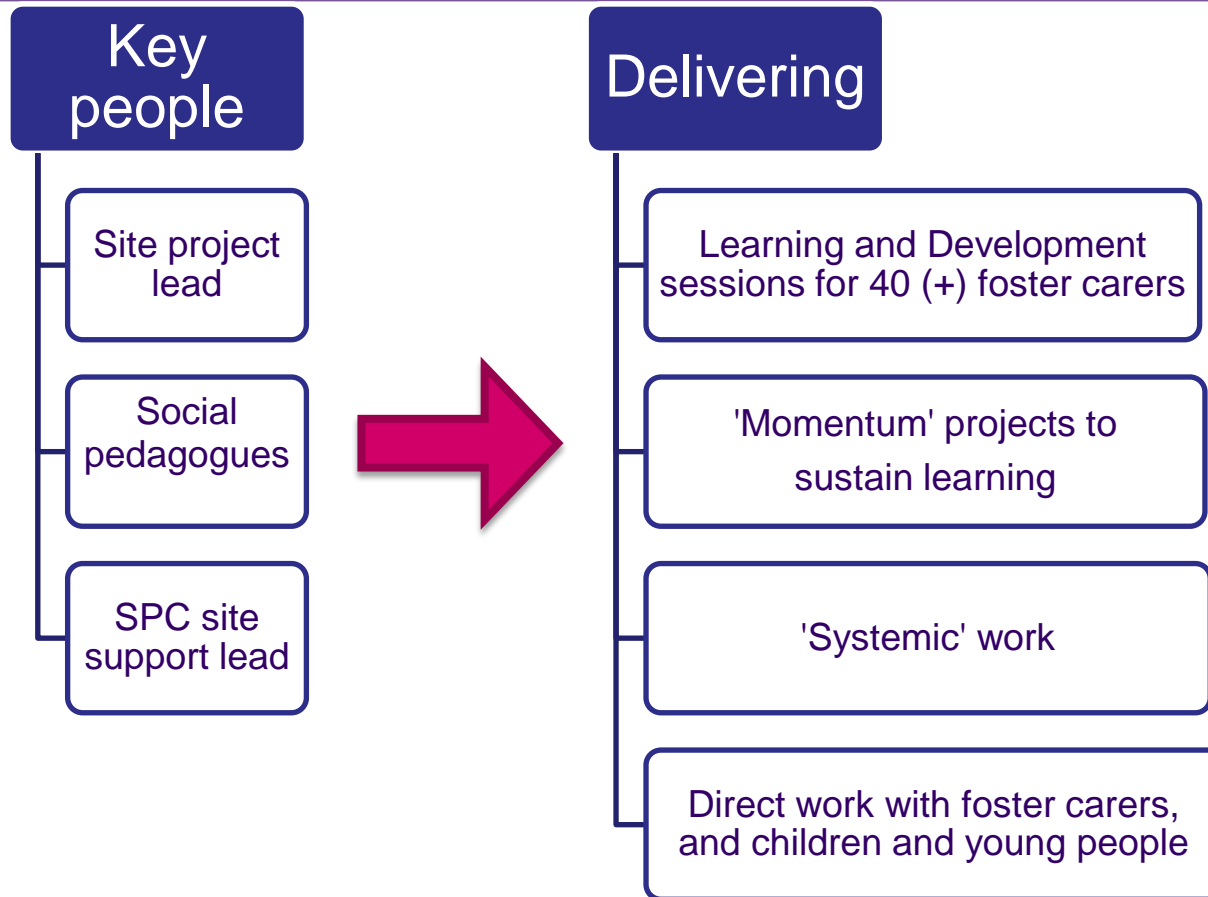 Key
people
Site project
lead
Social
pedagogues
SPC site
support lead
Delivering
Learning and Development
sessions for 40 (+) foster carers
'Momentum' projects to
sustain learning
'Systemic' work
Direct work with foster carers,
and children and young people